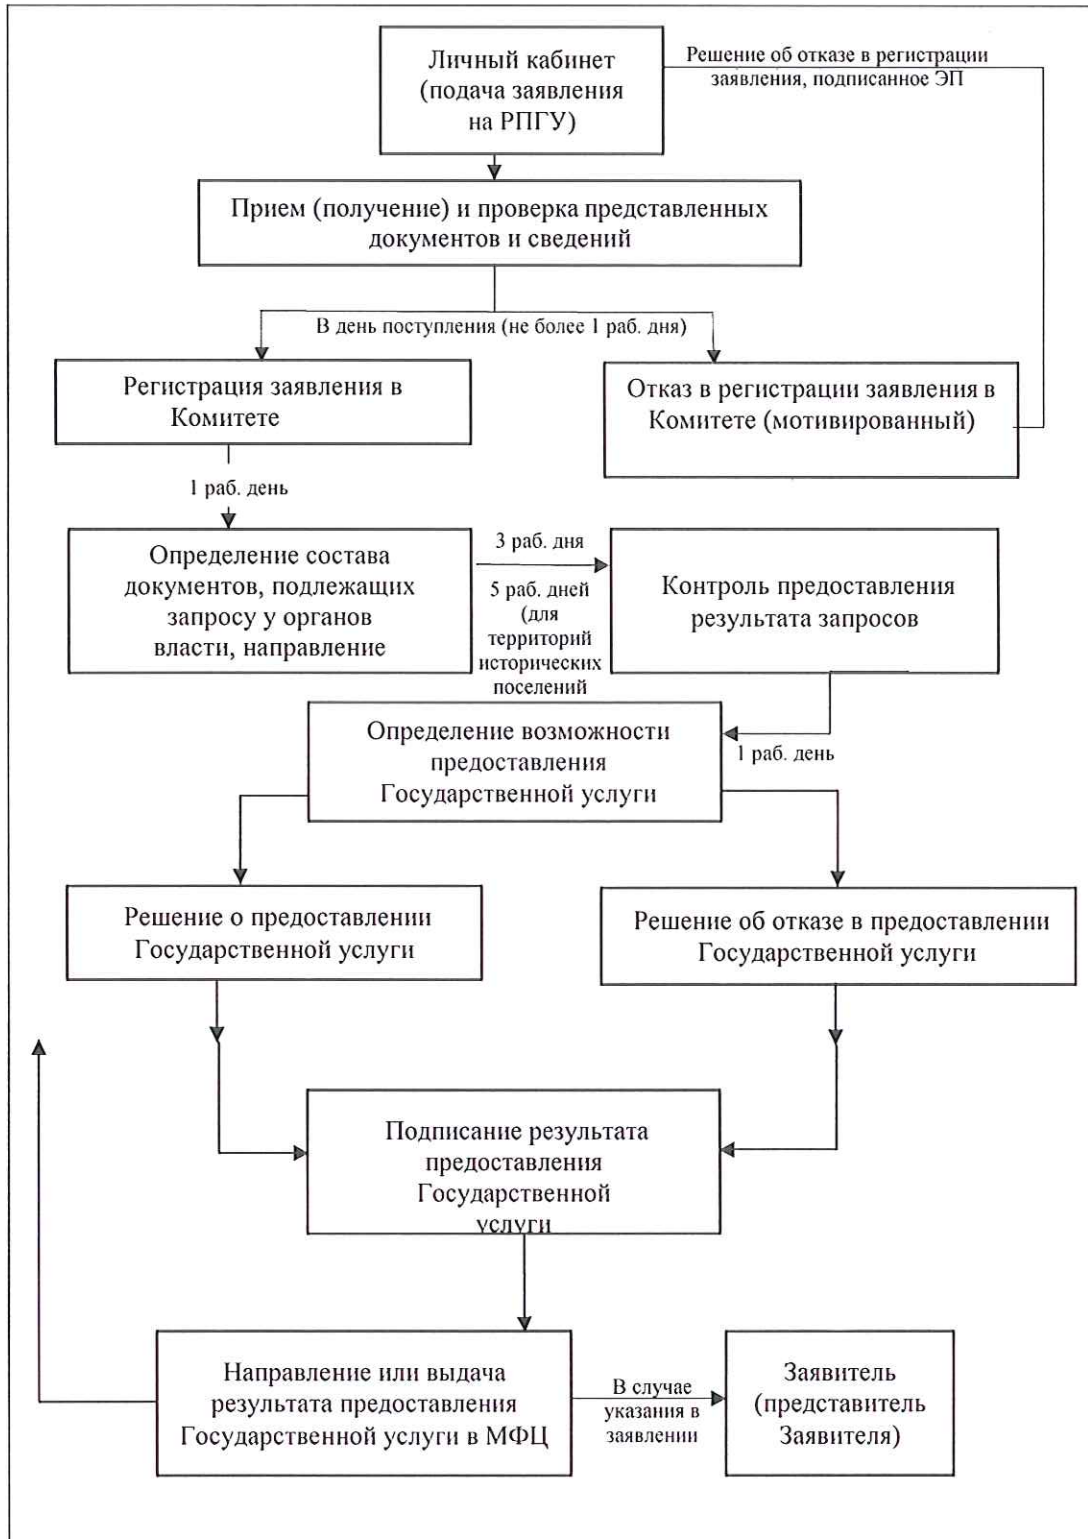 Личный кабинет
(подача заявления
на РПГУ)
Решение об отказе в регистрации
заявления, подписанное ЭП
Прием (получение) и проверка представленных
документов и сведений
В день поступления (не более 1 раб. дня)
Регистрация заявления в
Комитете
Отказ в регистрации заявления в
Комитете (мотивированный)
1 раб. день
Определение состава
документов, подлежащих
запросу у органов
власти, направление
3 раб. дня
5 раб. дней
(для
территорий
исторических
поселений
Контроль предоставления
результата запросов
Определение возможности
предоставления
Государственной услуги
1 раб. день
Решение о предоставлении
Государственной услуги
Решение об отказе в предоставлении
Государственной услуги
Подписание результата
предоставления
Государственной
услуги
Направление или выдача
результата предоставления
Государственной услуги в МФЦ
В случае
указания в
заявлении
Заявитель
(представитель
Заявителя)